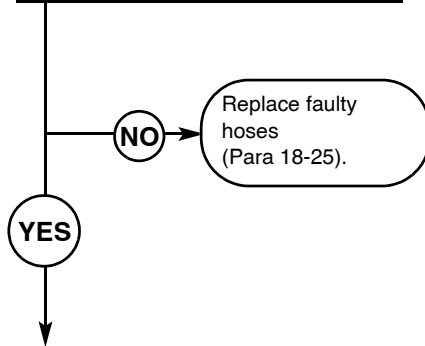 NO
Replace faulty
hoses
(Para 18-25).
YES